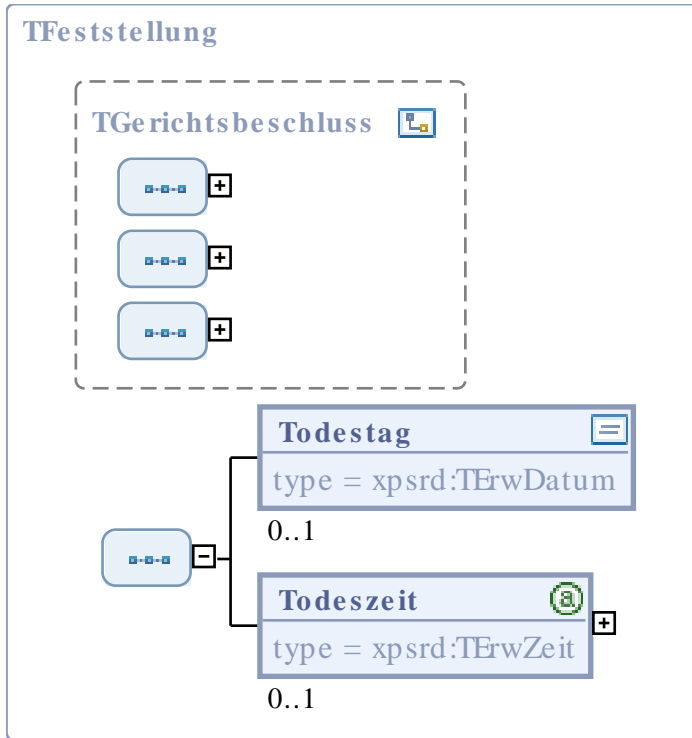 TFeststellung
TGerichtsbeschluss
Todestag
type = xpsrd:TErwDatum
0..1
Todeszeit
type = xpsrd:TErwZeit
0..1